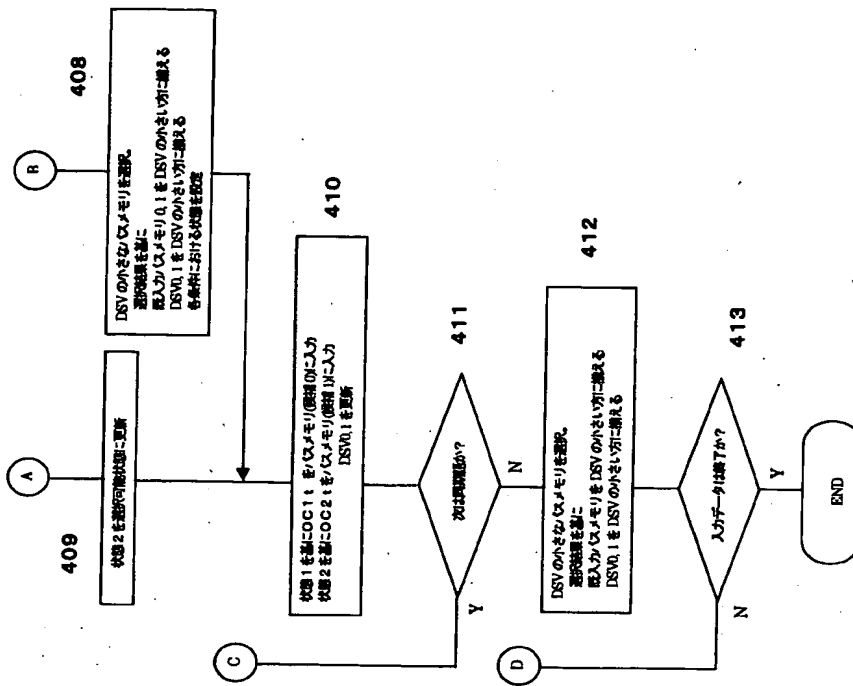 A
B
409
状態2を選択可能状態に更新
408
DSVの小さなパスメモリを選択。
選択結果を基に
既入力パスメモリ0,1をDSVの小さい方に揃える
DSV0,1をDSVの小さい方に揃える
各条件における状態を設定
410
状態1を基にOC1tをパスメモリ(候補0)に入力
状態2を基にOC2tをパスメモリ(候補1)に入力
DSV0,1を更新
C
411
次は同期語か?
Y
N
412
DSVの小さなパスメモリを選択。
選択結果を基に
既入力パスメモリをDSVの小さい方に揃える
DSV0,1をDSVの小さい方に揃える
D
413
入力データは終了か?
N
Y
END